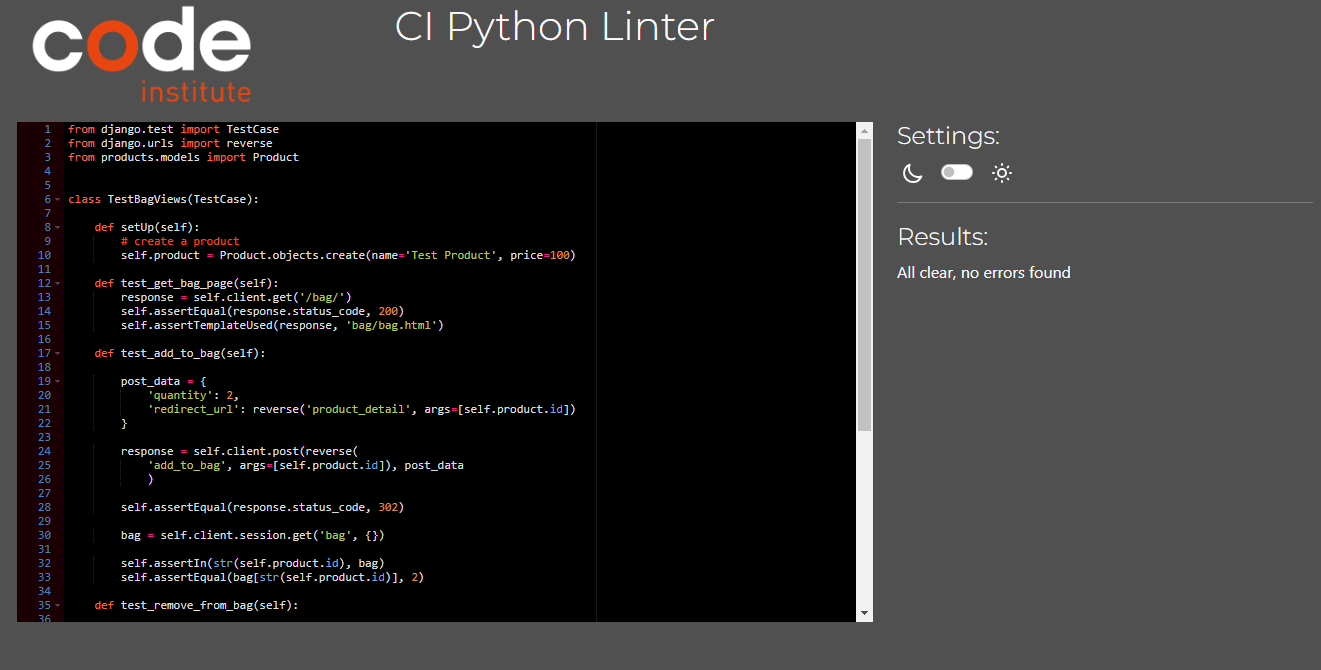 code
institute
CI Python Linter
1 from django.test import TestCase
2 from django.urls import reverse
3 from products.models import Product
4
5
6 class TestBagViews(TestCase):
7
8     def setUp(self):
9         # create a product
10         self.product = Product.objects.create(name='Test Product', price=100)
11
12     def test_get_bag_page(self):
13         response = self.client.get('/bag/')
14         self.assertEqual(response.status_code, 200)
15         self.assertTemplateUsed(response, 'bag/bag.html')
16
17     def test_add_to_bag(self):
18
19         post_data = {
20             'quantity': 2,
21             'redirect_url': reverse('product_detail', args=[self.product.id])
22         }
23
24         response = self.client.post(reverse(
25             'add_to_bag', args=[self.product.id]), post_data
26             )
27
28         self.assertEqual(response.status_code, 302)
29
30         bag = self.client.session.get('bag', {})
31
32         self.assertIn(str(self.product.id), bag)
33         self.assertEqual(bag[str(self.product.id)], 2)
34
35     def test_remove_from_bag(self):
36
Settings:
Results:
All clear, no errors found